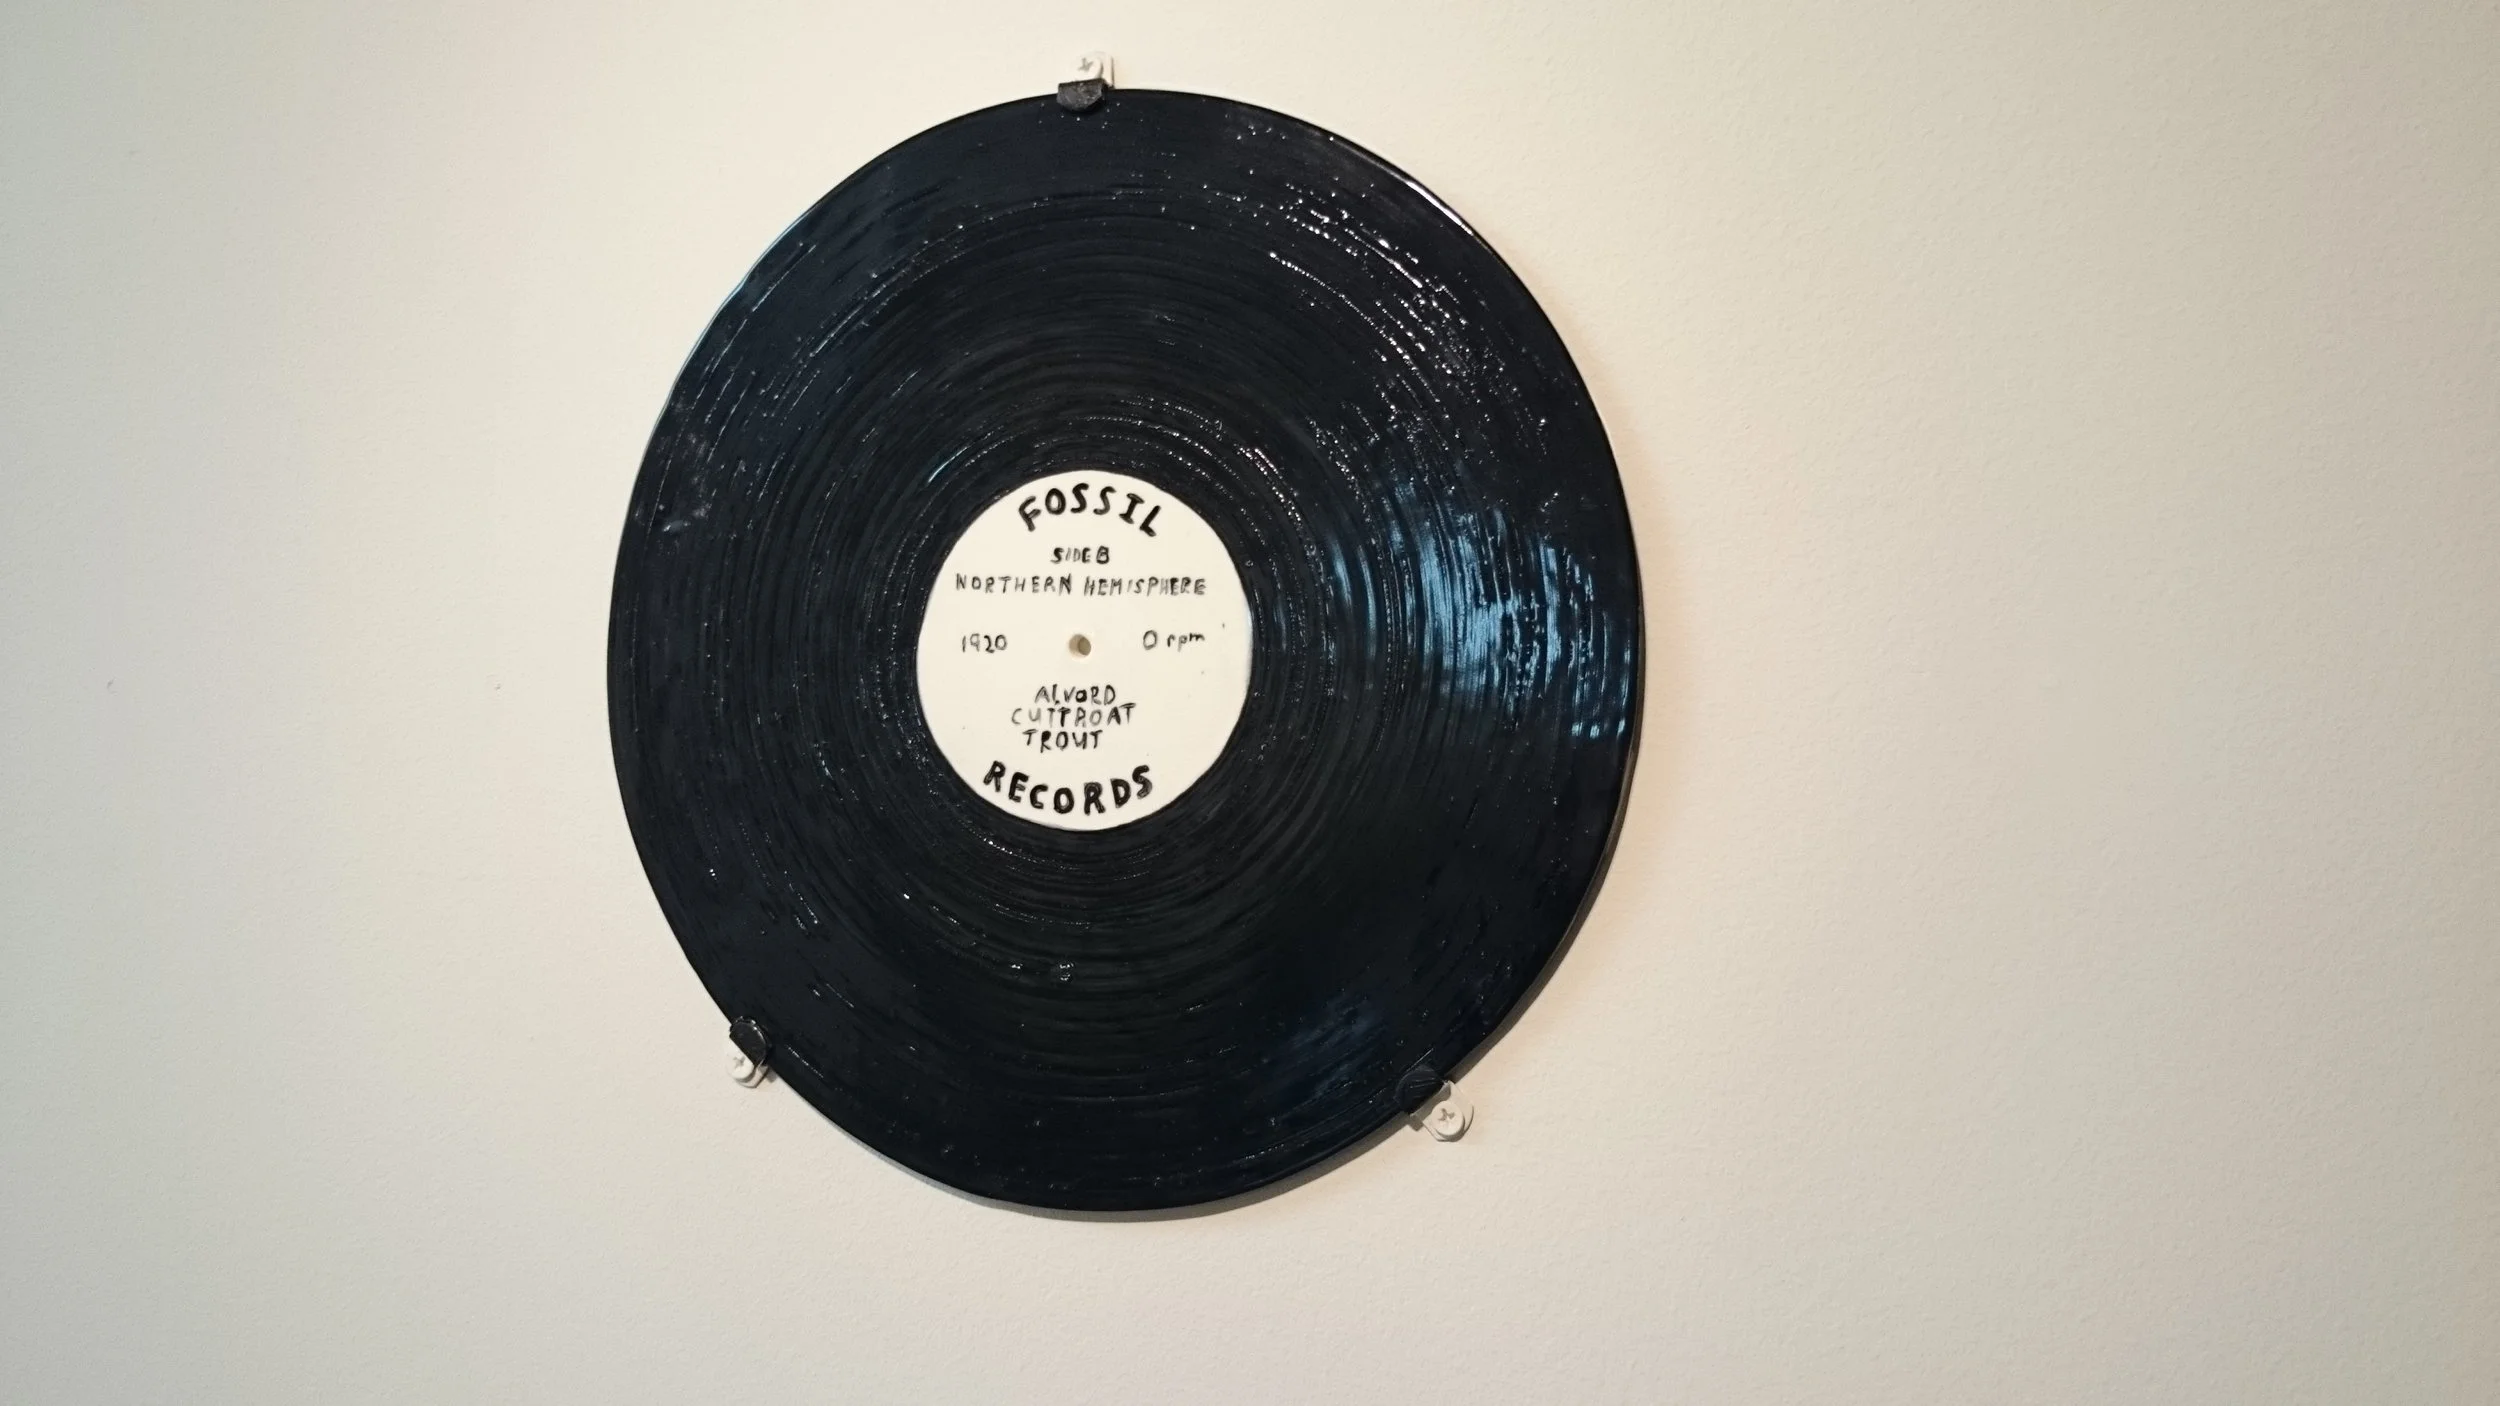 FOSSIL
SIDE B
NORTHERN HEMISPHERE
1920 0 rpm
ALVORD
CUTTROAT
TROUT
RECORDS